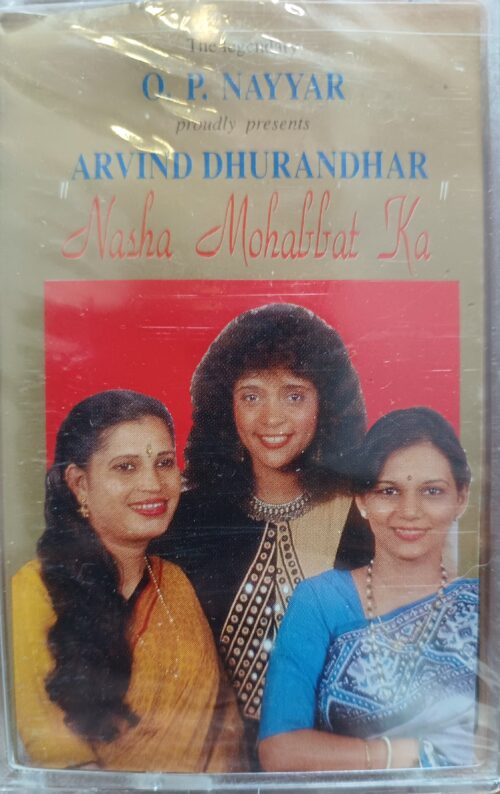 The legendary
O. P. NAYYAR
proudly presents
ARVIND DHURANDHAR
"Nasha Mohabbat Ka"